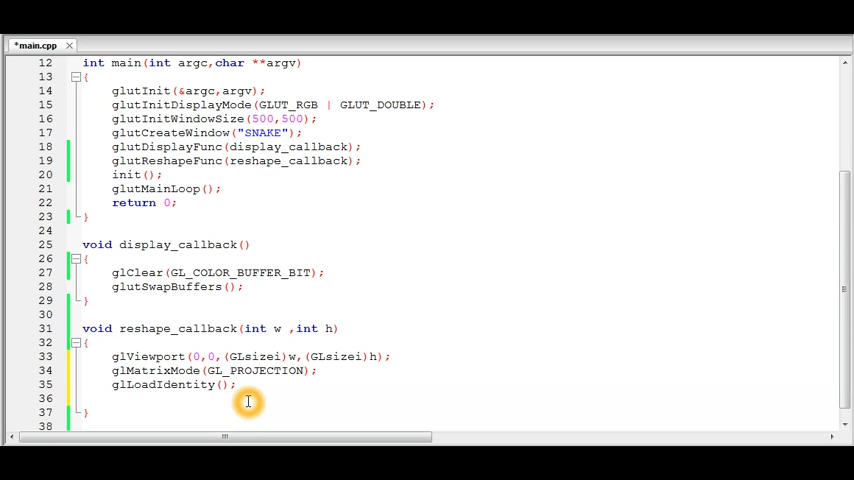 *main.cpp
12 int main(int argc,char **argv)
13 {
14 glutInit(&argc,argv);
15 glutInitDisplayMode(GLUT_RGB | GLUT_DOUBLE);
16 glutInitWindowSize(500,500);
17 glutCreateWindow("SNAKE");
18 glutDisplayFunc(display_callback);
19 glutReshapeFunc(reshape_callback);
20 init();
21 glutMainLoop();
22 return 0;
23 }
24
25 void display_callback()
26 {
27 glClear(GL_COLOR_BUFFER_BIT);
28 glutSwapBuffers();
29 }
30
31 void reshape_callback(int w ,int h)
32 {
33 glViewport(0,0,(GLsizei)w,(GLsizei)h);
34 glMatrixMode(GL_PROJECTION);
35 glLoadIdentity();
36
37 }
38